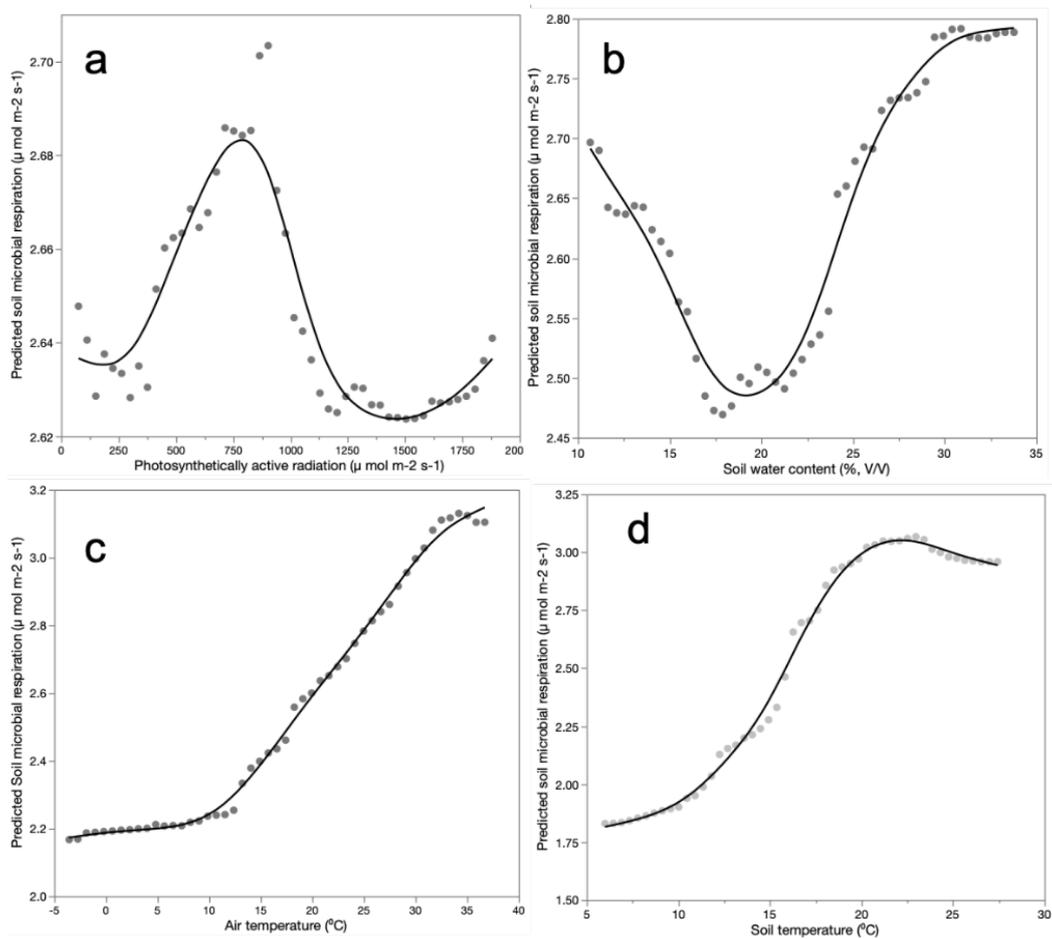 a
Predicted soil microbial respiration (µ mol m-2 s-1)
2.70
2.68
2.66
2.64
2.62
0 250 500 750 1000 1250 1500 1750 200
Photosynthetically active radiation (µ mol m-2 s-1)
b
Predicted soil microbial respiration (µ mol m-2 s-1)
2.80
2.75
2.70
2.65
2.60
2.55
2.50
2.45
10 15 20 25 30 35
Soil water content (%, V/V)
c
Predicted Soil microbial respiration (µ mol m-2 s-1)
3.2
3.0
2.8
2.6
2.4
2.2
2.0
-5 0 5 10 15 20 25 30 35 40
Air temperature (⁰C)
d
Predicted soil microbial respiration (µ mol m-2 s-1)
3.25
3.00
2.75
2.50
2.25
2.00
1.75
1.50
5 10 15 20 25 30
Soil temperature (⁰C)